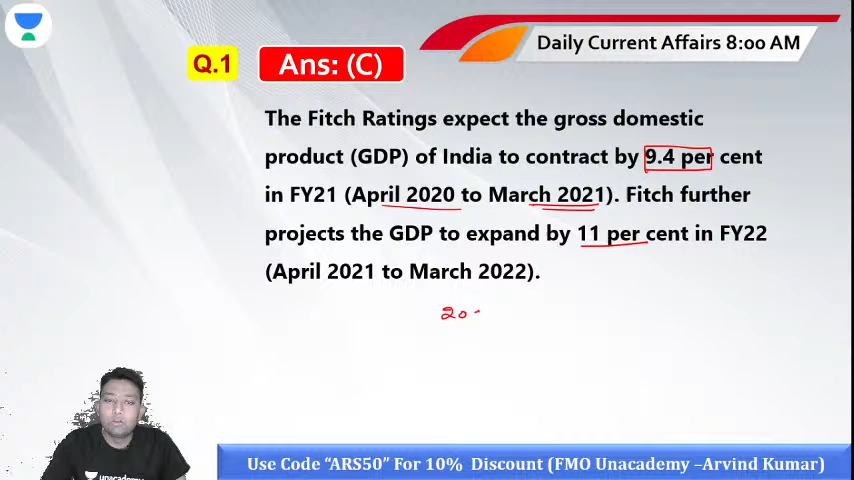 Daily Current Affairs 8:00 AM
Q.1
Ans: (C)
The Fitch Ratings expect the gross domestic
product (GDP) of India to contract by 9.4 per cent
in FY21 (April 2020 to March 2021). Fitch further
projects the GDP to expand by 11 per cent in FY22
(April 2021 to March 2022).
20
unacademy
Use Code “ARS50” For 10% Discount (FMO Unacademy –Arvind Kumar)